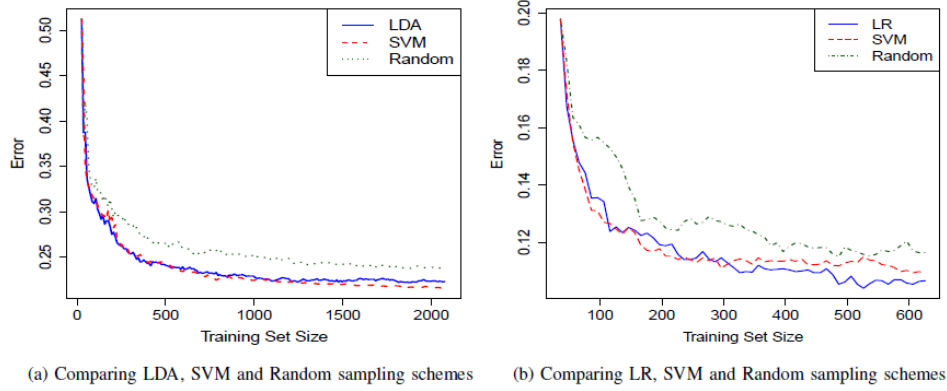 LDA
SVM
Random
Error
0.25 0.30 0.35 0.40 0.45 0.50
0 500 1000 1500 2000
Training Set Size
(a) Comparing LDA, SVM and Random sampling schemes
LR
SVM
Random
Error
0.12 0.14 0.16 0.18 0.20
100 200 300 400 500 600
Training Set Size
(b) Comparing LR, SVM and Random sampling schemes